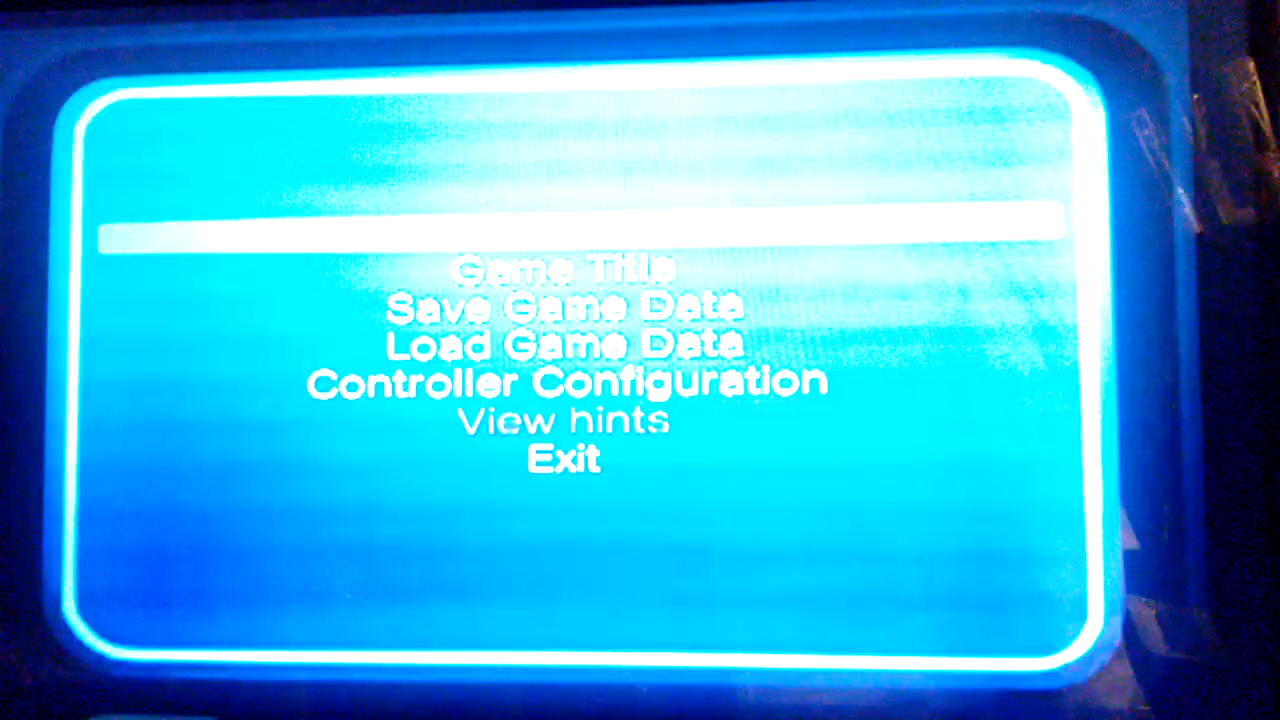 Game Title
Save Game Data
Load Game Data
Controller Configuration
View hints
Exit